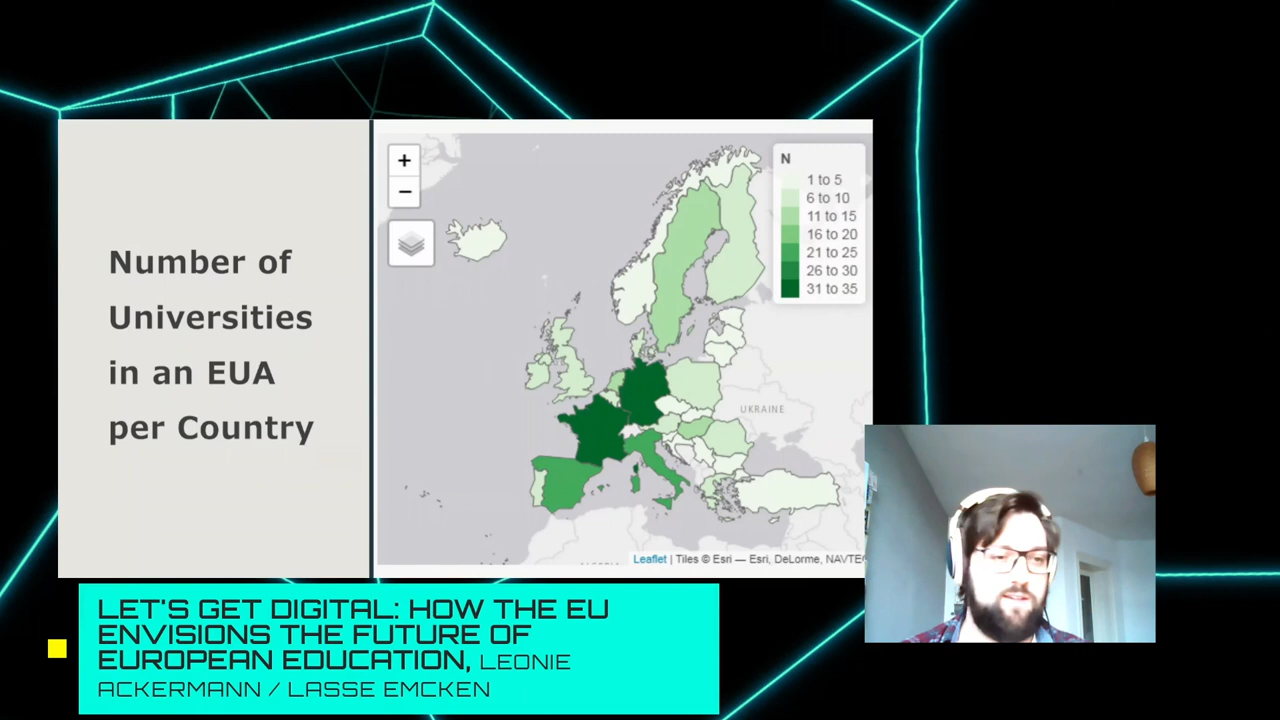 Number of
Universities
in an EUA
per Country
+
−
N
1 to 5
6 to 10
11 to 15
16 to 20
21 to 25
26 to 30
31 to 35
UKRAINE
Leaflet | Tiles © Esri — Esri, DeLorme, NAVTEQ
LET'S GET DIGITAL: HOW THE EU
ENVISIONS THE FUTURE OF
EUROPEAN EDUCATION, LEONIE
ACKERMANN / LASSE EMCKEN